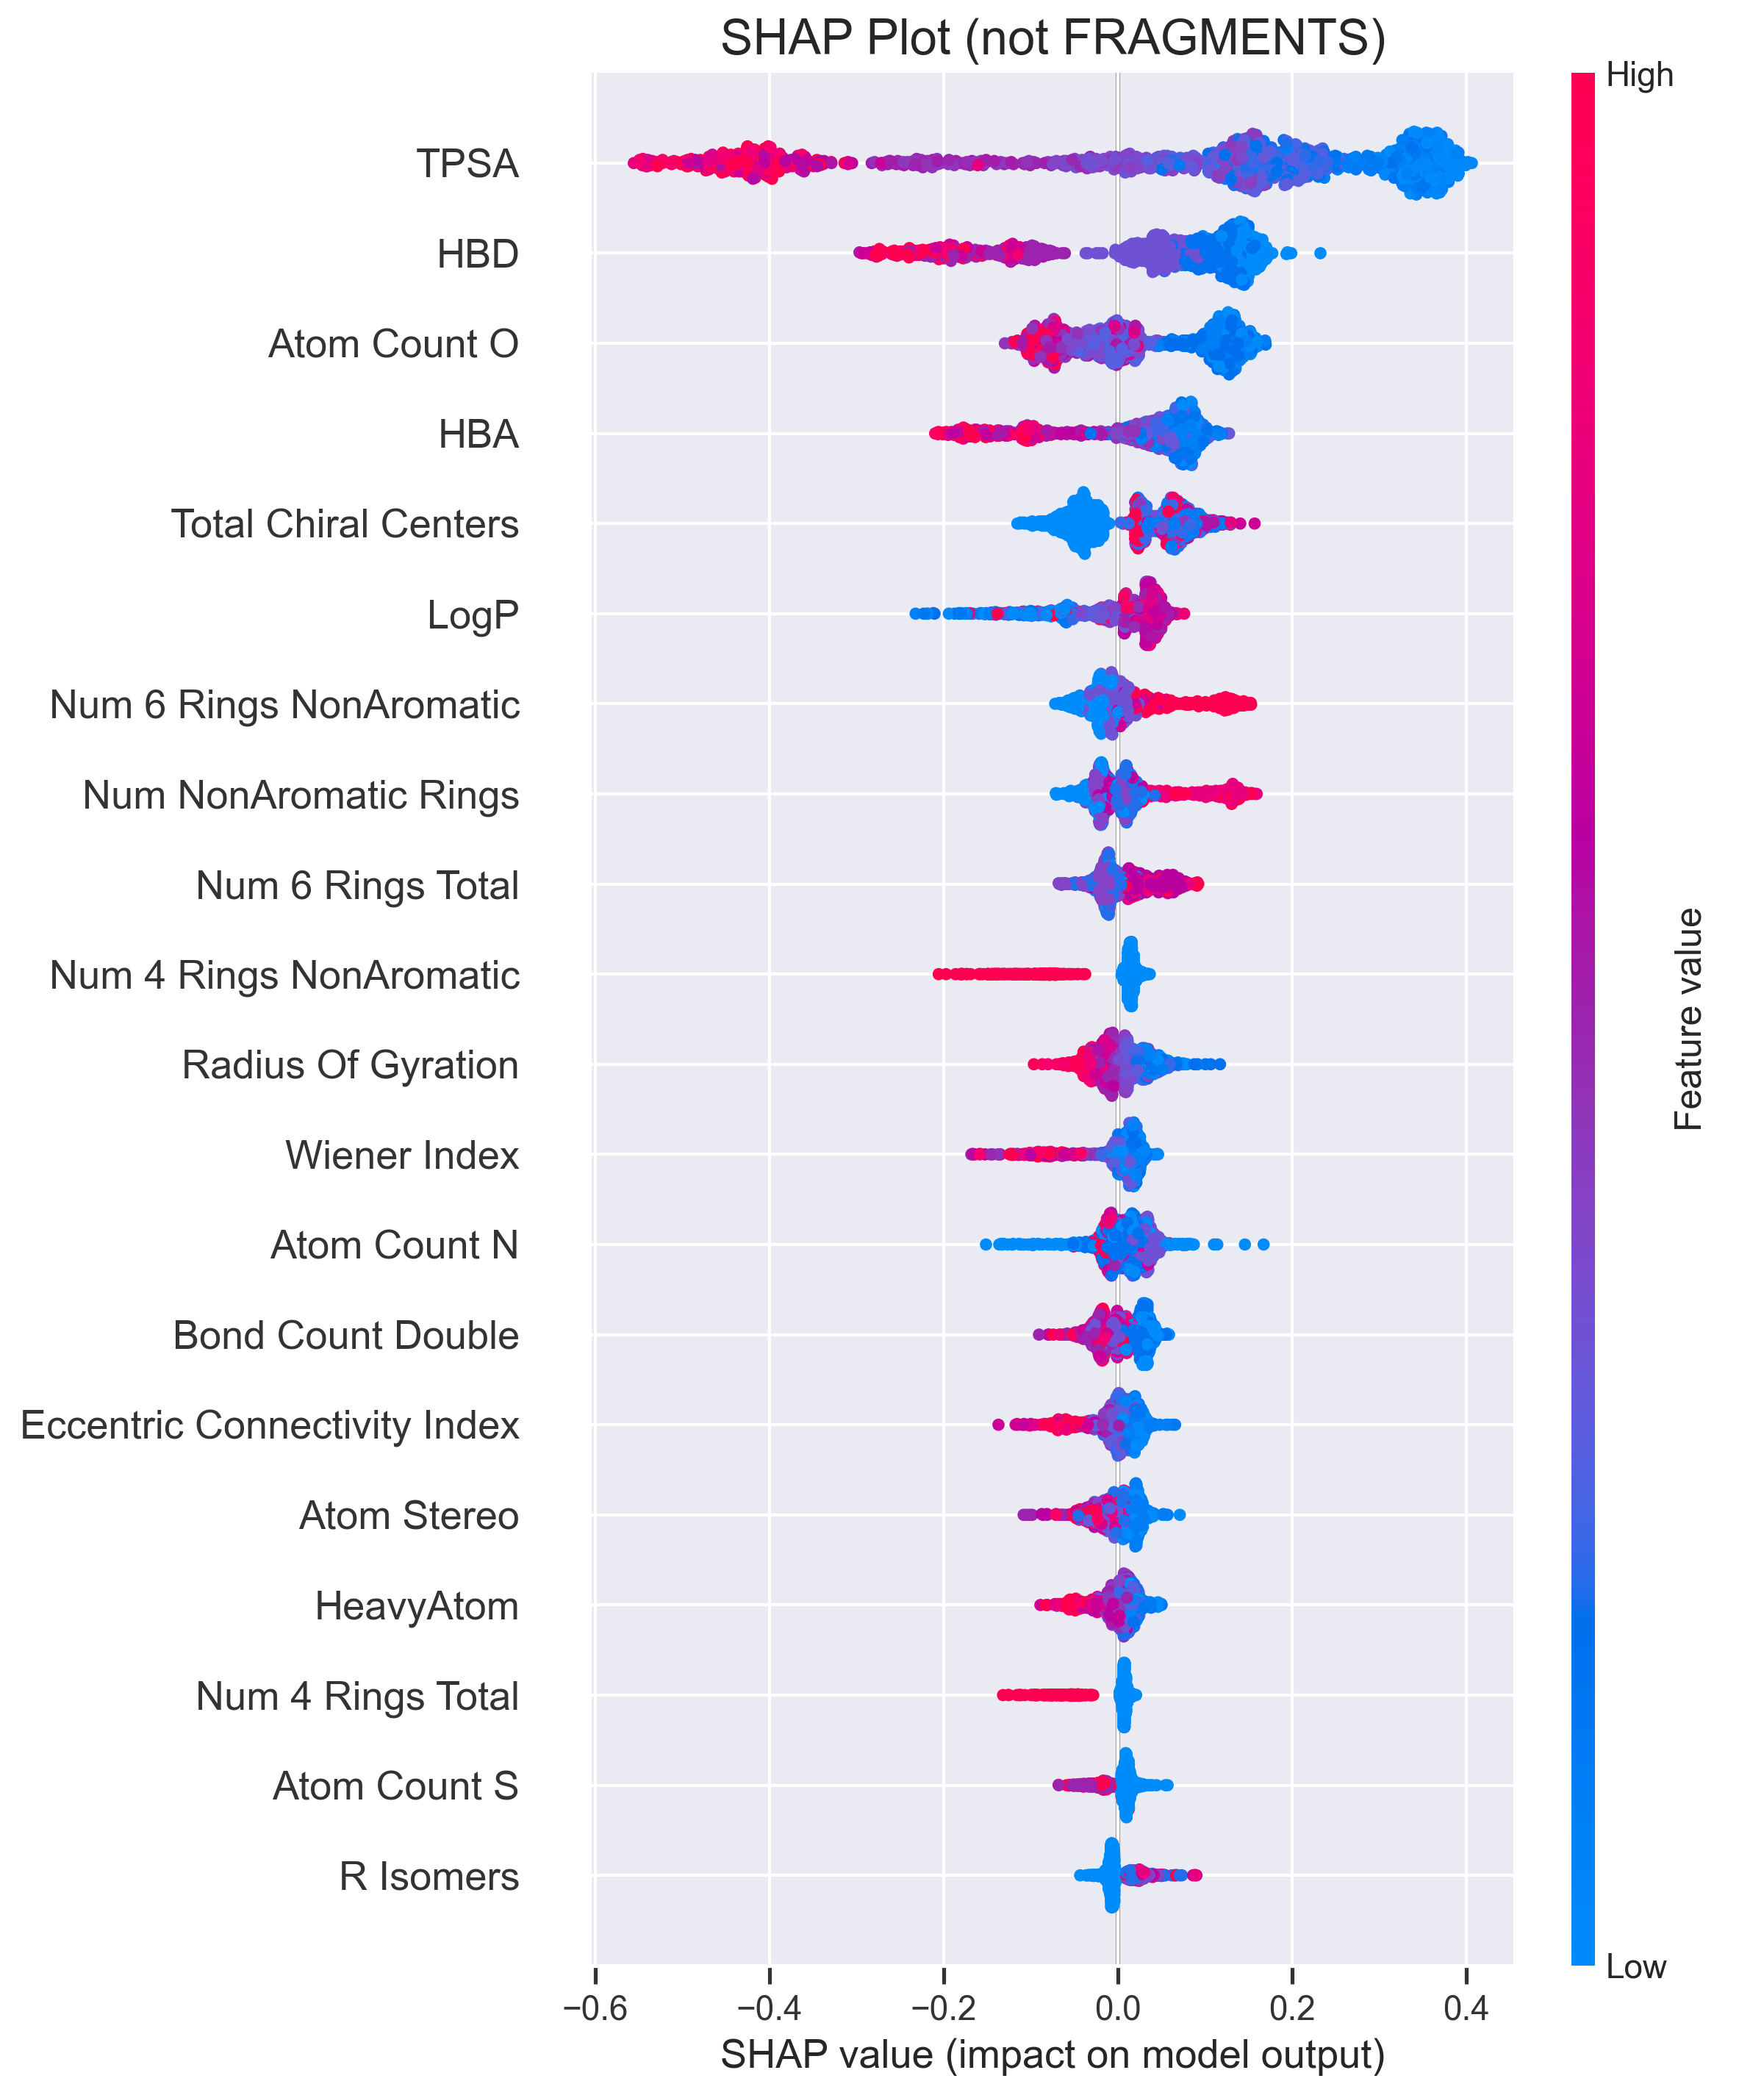 SHAP Plot (not FRAGMENTS)
High
TPSA
HBD
Atom Count O
HBA
Total Chiral Centers
LogP
Num 6 Rings NonAromatic
Num NonAromatic Rings
Num 6 Rings Total
Num 4 Rings NonAromatic
Radius Of Gyration
Wiener Index
Atom Count N
Bond Count Double
Eccentric Connectivity Index
Atom Stereo
HeavyAtom
Num 4 Rings Total
Atom Count S
R Isomers
Feature value
Low
−0.6 −0.4 −0.2 0.0 0.2 0.4
SHAP value (impact on model output)